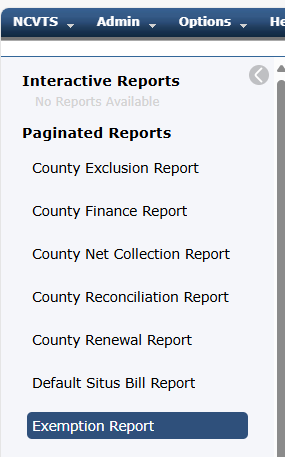 NCVTS Admin Options
Interactive Reports
No Reports Available
Paginated Reports
County Exclusion Report
County Finance Report
County Net Collection Report
County Reconciliation Report
County Renewal Report
Default Situs Bill Report
Exemption Report